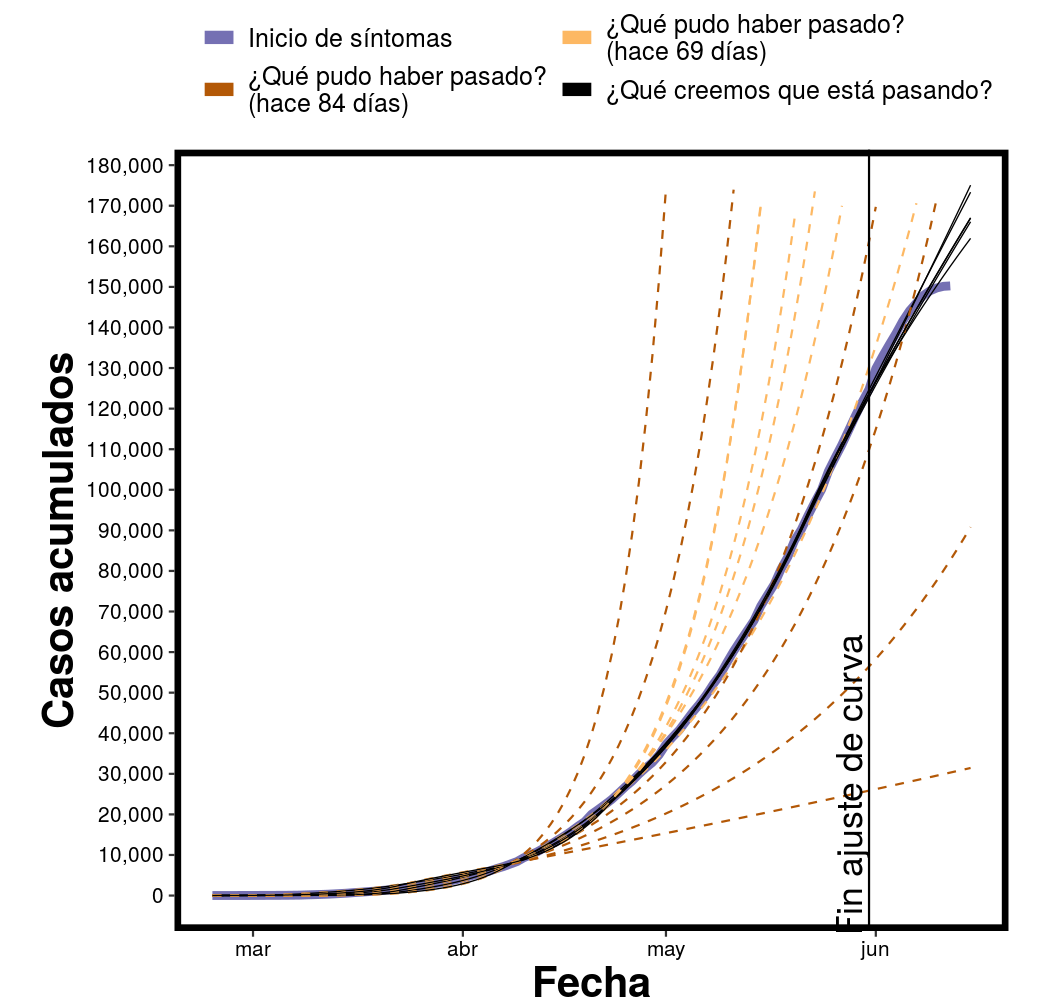 Inicio de síntomas
¿Qué pudo haber pasado?
(hace 84 días)
¿Qué pudo haber pasado?
(hace 69 días)
¿Qué creemos que está pasando?
Casos acumulados
180,000
170,000
160,000
150,000
140,000
130,000
120,000
110,000
100,000
90,000
80,000
70,000
60,000
50,000
40,000
30,000
20,000
10,000
0
Fin ajuste de curva
mar
abr
may
jun
Fecha